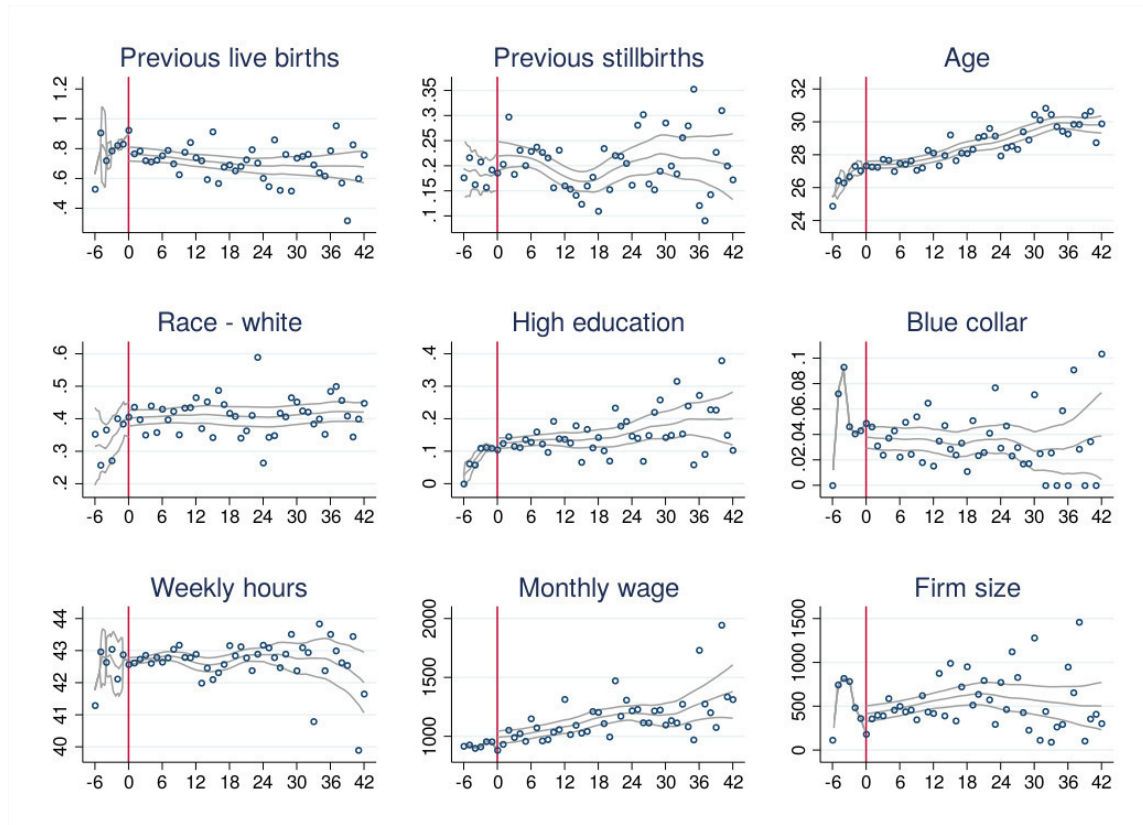 Previous live births
.4 .6 .8 1 1.2
-6 0 6 12 18 24 30 36 42
Previous stillbirths
.1 .15 .2 .25 .3 .35
-6 0 6 12 18 24 30 36 42
Age
24 26 28 30 32
-6 0 6 12 18 24 30 36 42
Race - white
.2 .3 .4 .5 .6
-6 0 6 12 18 24 30 36 42
High education
0 .1 .2 .3 .4
-6 0 6 12 18 24 30 36 42
Blue collar
0 .02 .04 .06 .08 .1
-6 0 6 12 18 24 30 36 42
Weekly hours
40 41 42 43 44
-6 0 6 12 18 24 30 36 42
Monthly wage
1000 1500 2000
-6 0 6 12 18 24 30 36 42
Firm size
0 500 1000 1500
-6 0 6 12 18 24 30 36 42